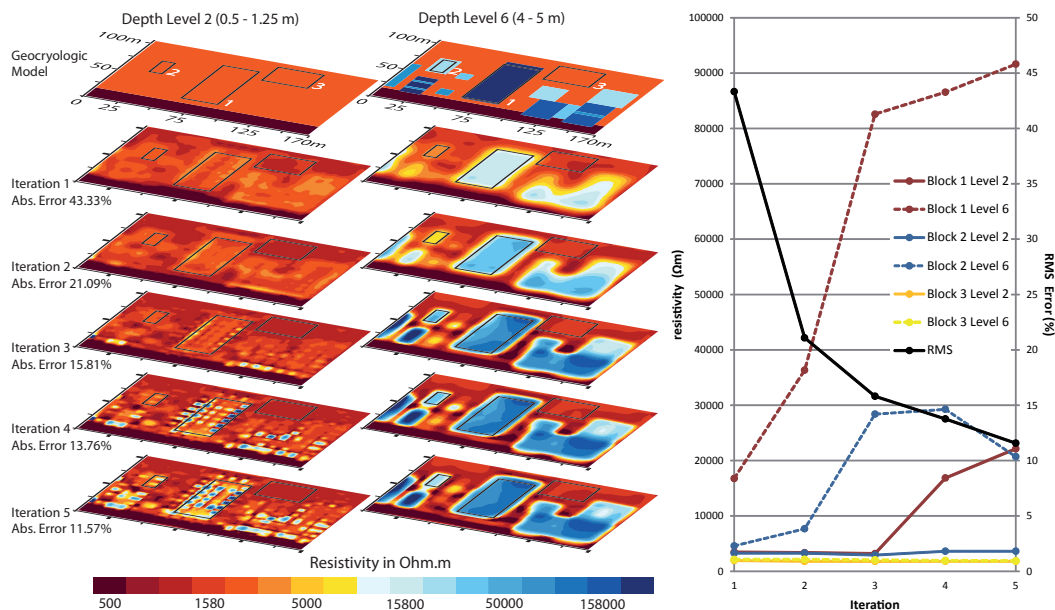 Depth Level 2 (0.5 - 1.25 m)
Depth Level 6 (4 - 5 m)
Geocryologic
Model
100m
50
0
25
75
125
170m
1
2
3
100m
50
0
25
75
125
170m
1
2
3
Iteration 1
Abs. Error 43.33%
Iteration 2
Abs. Error 21.09%
Iteration 3
Abs. Error 15.81%
Iteration 4
Abs. Error 13.76%
Iteration 5
Abs. Error 11.57%
Resistivity in Ohm.m
500 1580 5000 15800 50000 158000
100000
90000
80000
70000
60000
50000
40000
30000
20000
10000
0
resistivity (Ωm)
Block 1 Level 2
Block 1 Level 6
Block 2 Level 2
Block 2 Level 6
Block 3 Level 2
Block 3 Level 6
RMS
50
45
40
35
30
25
20
15
10
5
0
RMS Error (%)
1 2 3 4 5
Iteration